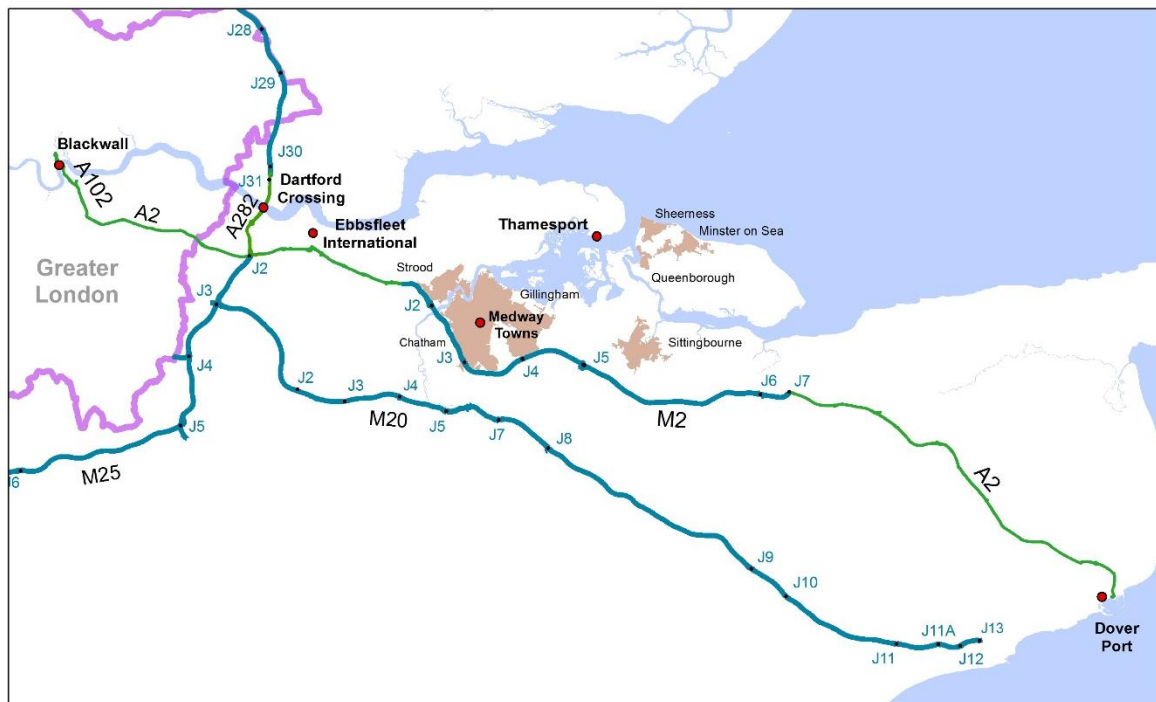 J28
J29
Blackwall
A102
J30
J31
Dartford
Crossing
A2
A282
Ebbsfleet
International
Thamesport
Sheerness
Minster on Sea
Greater
London
J2
Strood
Queenborough
J3
J2
Gillingham
Medway
Towns
Chatham
Sittingbourne
J4
J3
J4
J5
J2
J3
J4
J6
J7
M20
J5
J7
M2
J5
J8
M25
J6
A2
J9
J10
J11A
J13
J11
J12
Dover
Port